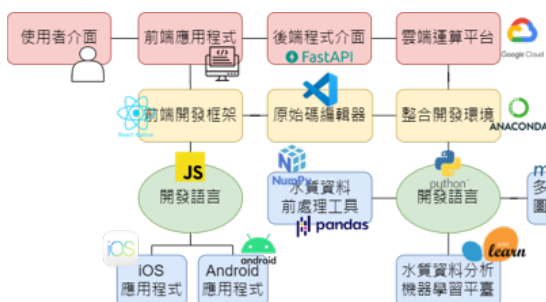 使用者介面
前端應用程式
後端程式介面
FastAPI
雲端運算平台
Google Cloud
React Native
前端開發框架
原始碼編輯器
整合開發環境
ANACONDA
JS
開發語言
NumPy
水質資料
前處理工具
pandas
python
開發語言
m
多
圖
iOS
iOS
應用程式
android
Android
應用程式
learn
水質資料分析
機器學習平臺